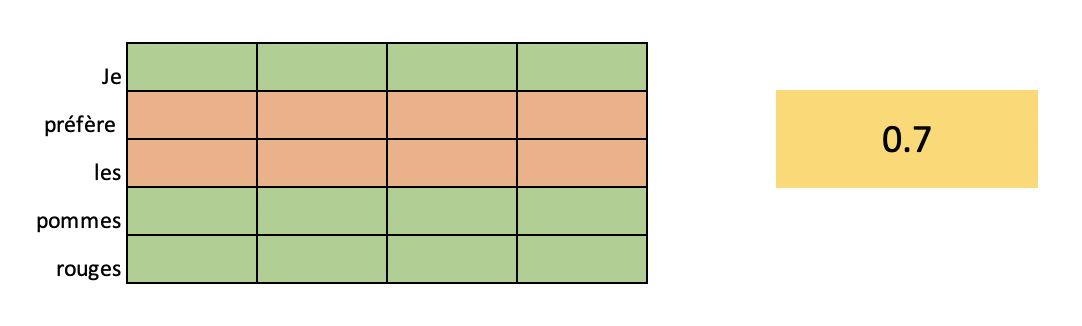 Je
préfère
les
pommes
rouges
0.7